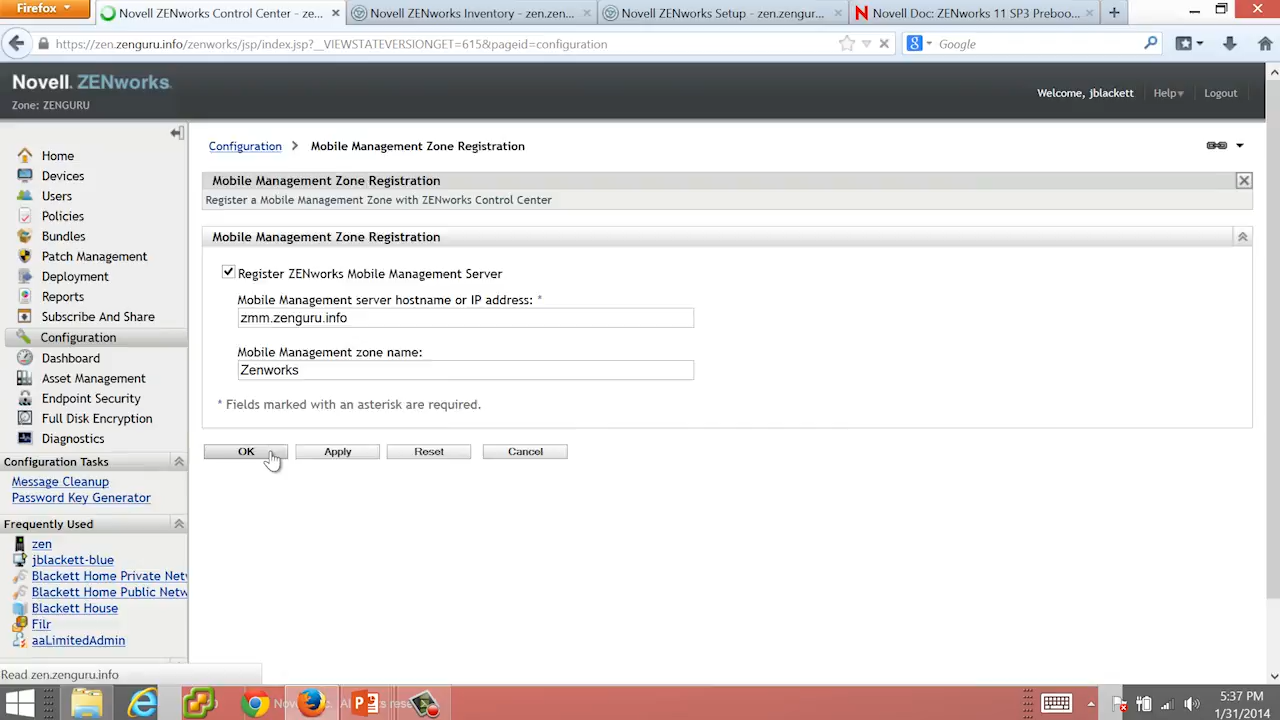 Firefox
Novell ZENworks Control Center - ze...
Novell ZENworks Inventory - zen.zen...
Novell ZENworks Setup - zen.zengur...
Novell Doc: ZENworks 11 SP3 Preboo...
https://zen.zenguru.info/zenworks/jsp/index.jsp?__VIEWSTATEVERSIONGET=615&pageid=configuration
Google
Novell ZENworks
Zone: ZENGURU
Welcome, jblackett
Help
Logout
Home
Devices
Users
Policies
Bundles
Patch Management
Deployment
Reports
Subscribe And Share
Configuration
Dashboard
Asset Management
Endpoint Security
Full Disk Encryption
Diagnostics
Configuration Tasks
Message Cleanup
Password Key Generator
Frequently Used
zen
jblackett-blue
Blackett Home Private Netw
Blackett Home Public Netw
Blackett House
Filr
aaLimitedAdmin
Configuration > Mobile Management Zone Registration
Mobile Management Zone Registration
Register a Mobile Management Zone with ZENworks Control Center
Mobile Management Zone Registration
Register ZENworks Mobile Management Server
Mobile Management server hostname or IP address: *
zmm.zenguru.info
Mobile Management zone name:
Zenworks
* Fields marked with an asterisk are required.
OK
Apply
Reset
Cancel
Read zen.zenguru.info
5:37 PM
1/31/2014